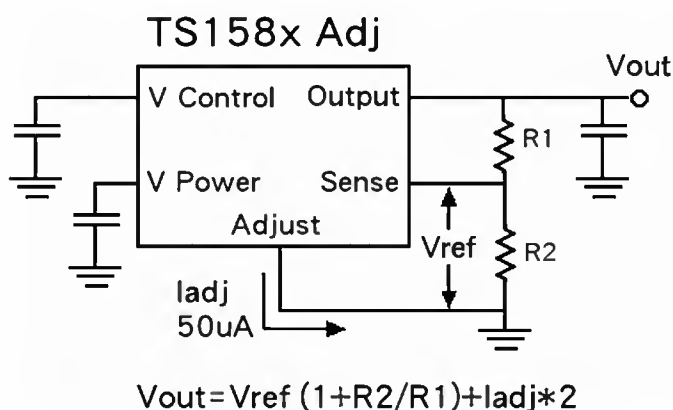 TS158x Adj
Vout
V Control
Output
R1
V Power
Sense
Adjust
Vref
R2
Iadj
50uA
Vout=Vref (1+R2/R1)+Iadj*2